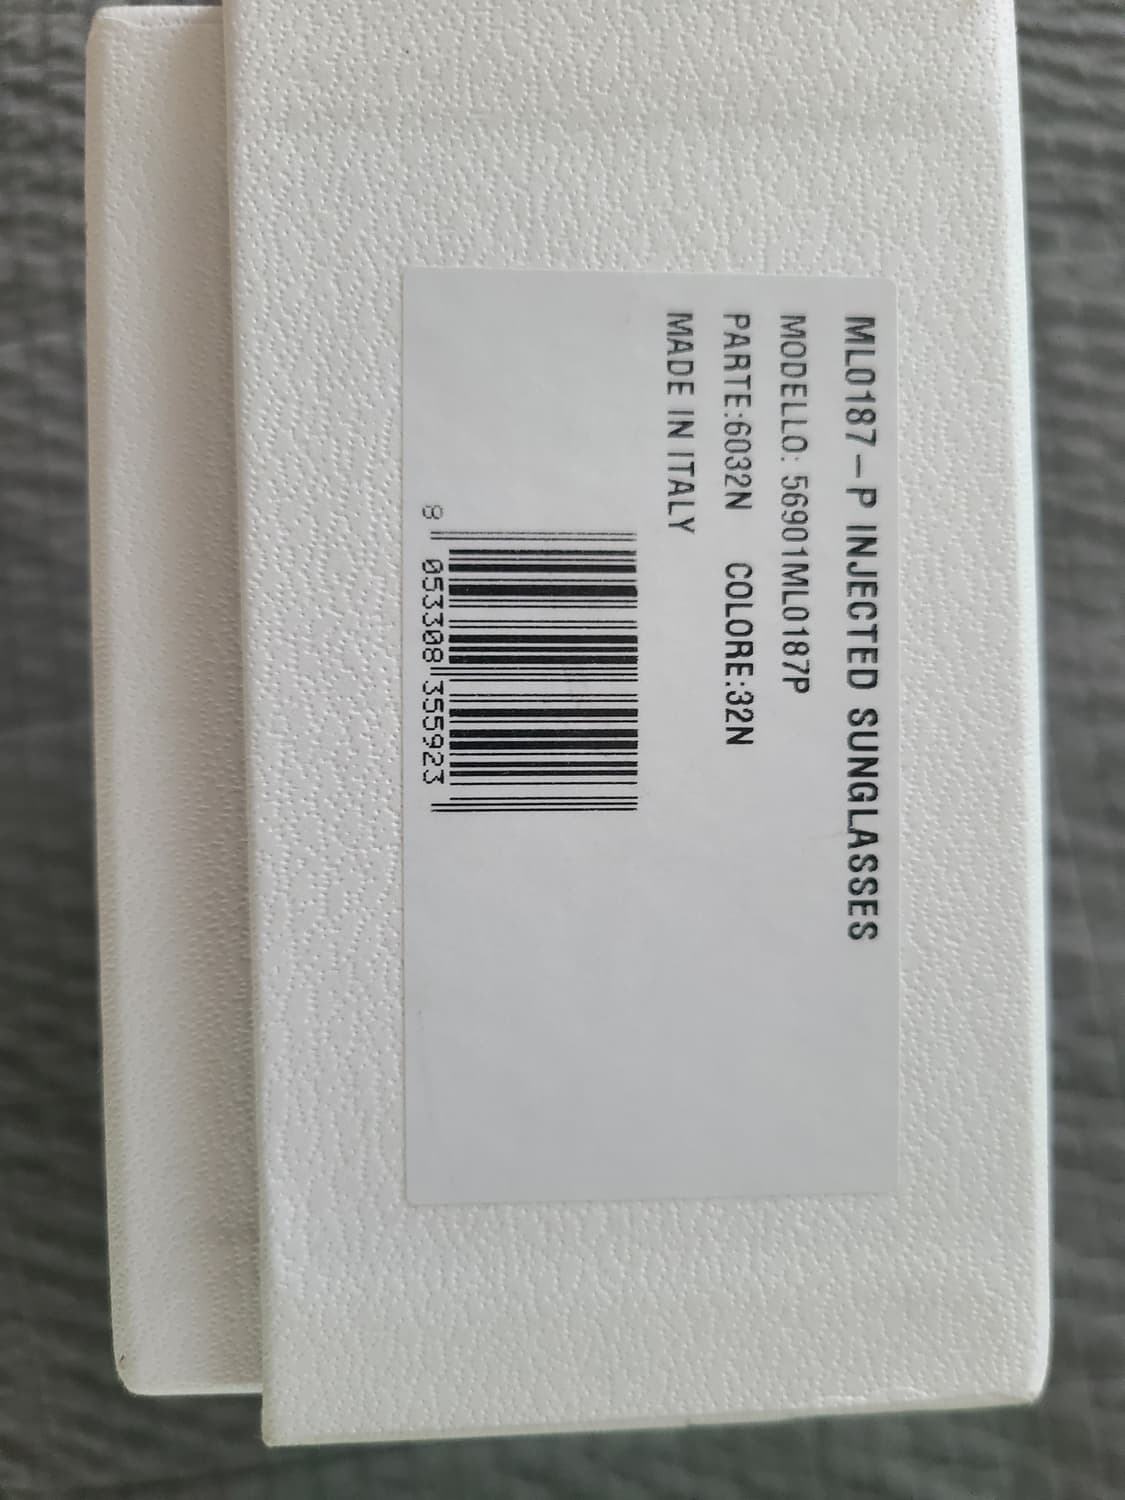 ML0187-P INJECTED SUNGLASSES
MODELLO: 56901ML0187P
PARTE:6032N COLORE:32N
MADE IN ITALY
8 053308 355923